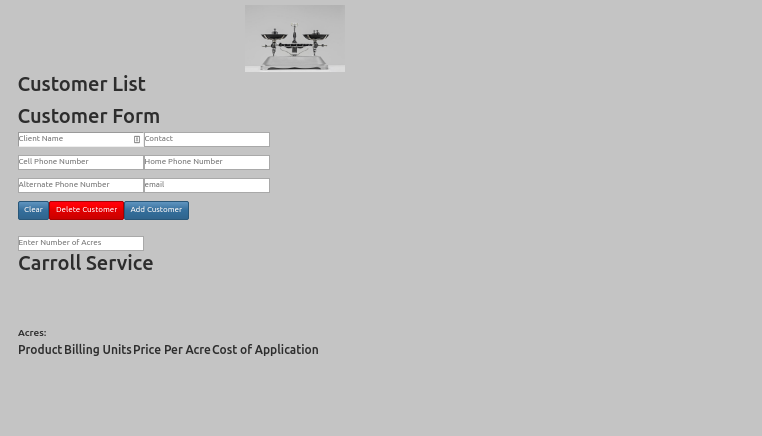 Customer List
Customer Form
Client Name Contact
Cell Phone Number Home Phone Number
Alternate Phone Number email
Clear Delete Customer Add Customer
Enter Number of Acres
Carroll Service
Acres:
Product Billing Units Price Per Acre Cost of Application